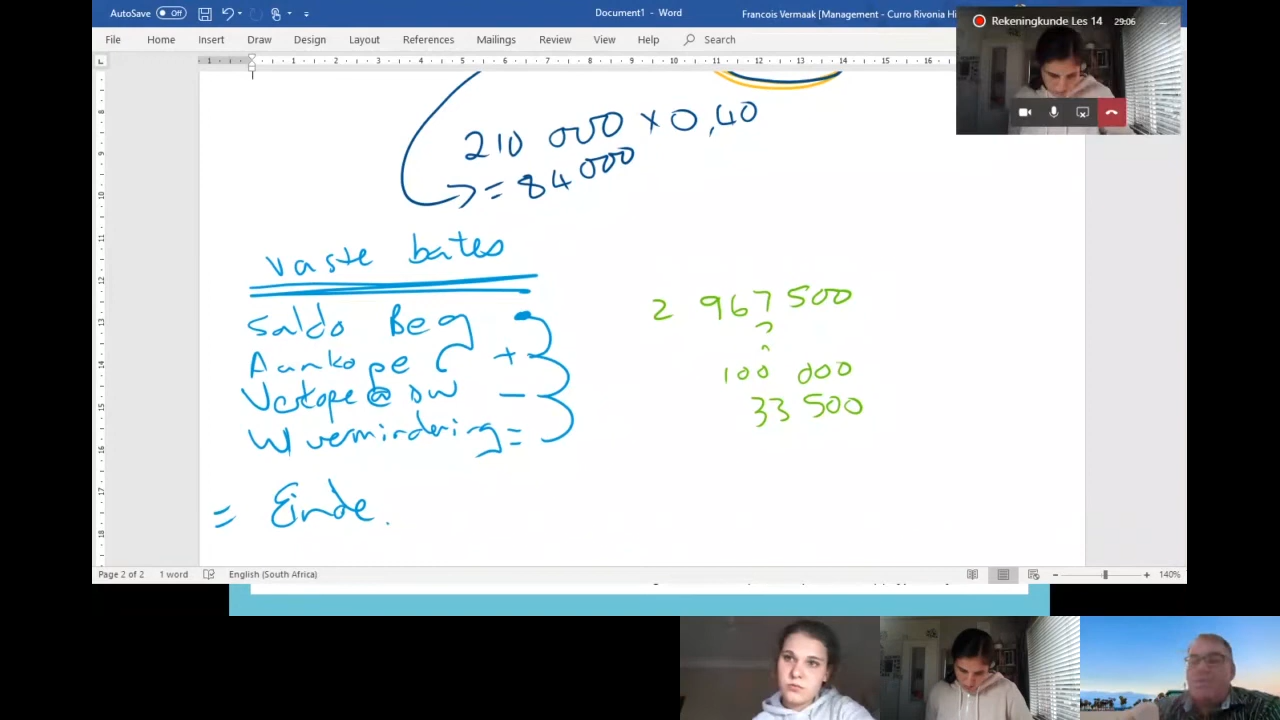 AutoSave Off Document1 - Word Francois Vermaak [Management - Curro Rivonia Hi
Rekeningkunde Les 14 29:06
File Home Insert Draw Design Layout References Mailings Review View Help Search
210 000 x 0,40
= 84 000
Vaste bates
Saldo Beg
Aankope +
Verkope @ DW -
W/vermindering =
= Einde.
2 967 500
?
?
100 000
33 500
Page 2 of 2 1 word English (South Africa) 140%